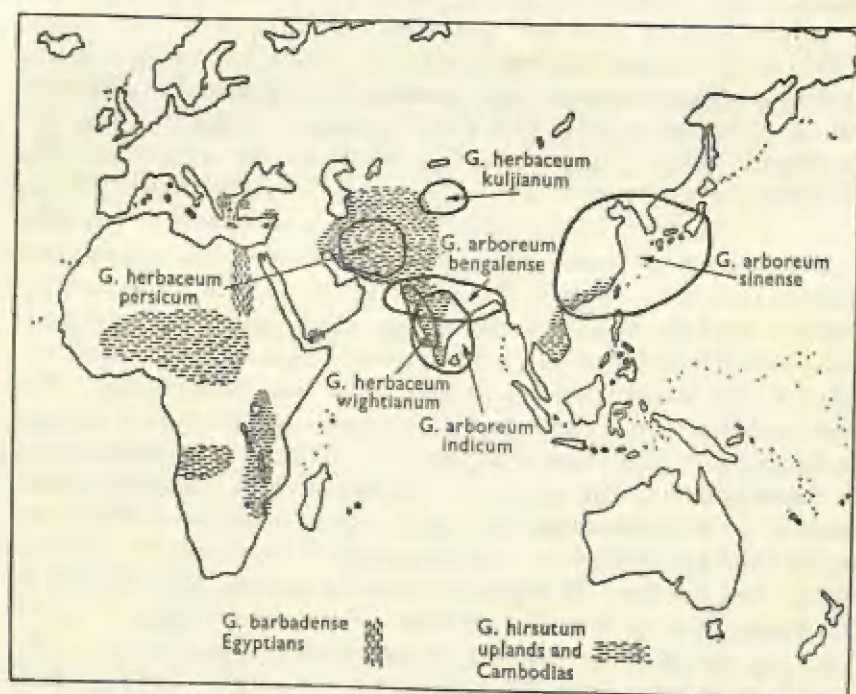 G. herbaceum
kuljianum
G. arboreum
bengalense
G. arboreum
sinense
G. herbaceum
persicum
G. herbaceum
wightianum
G. arboreum
indicum
G. barbadense
Egyptians
G. hirsutum
uplands and
Cambodias